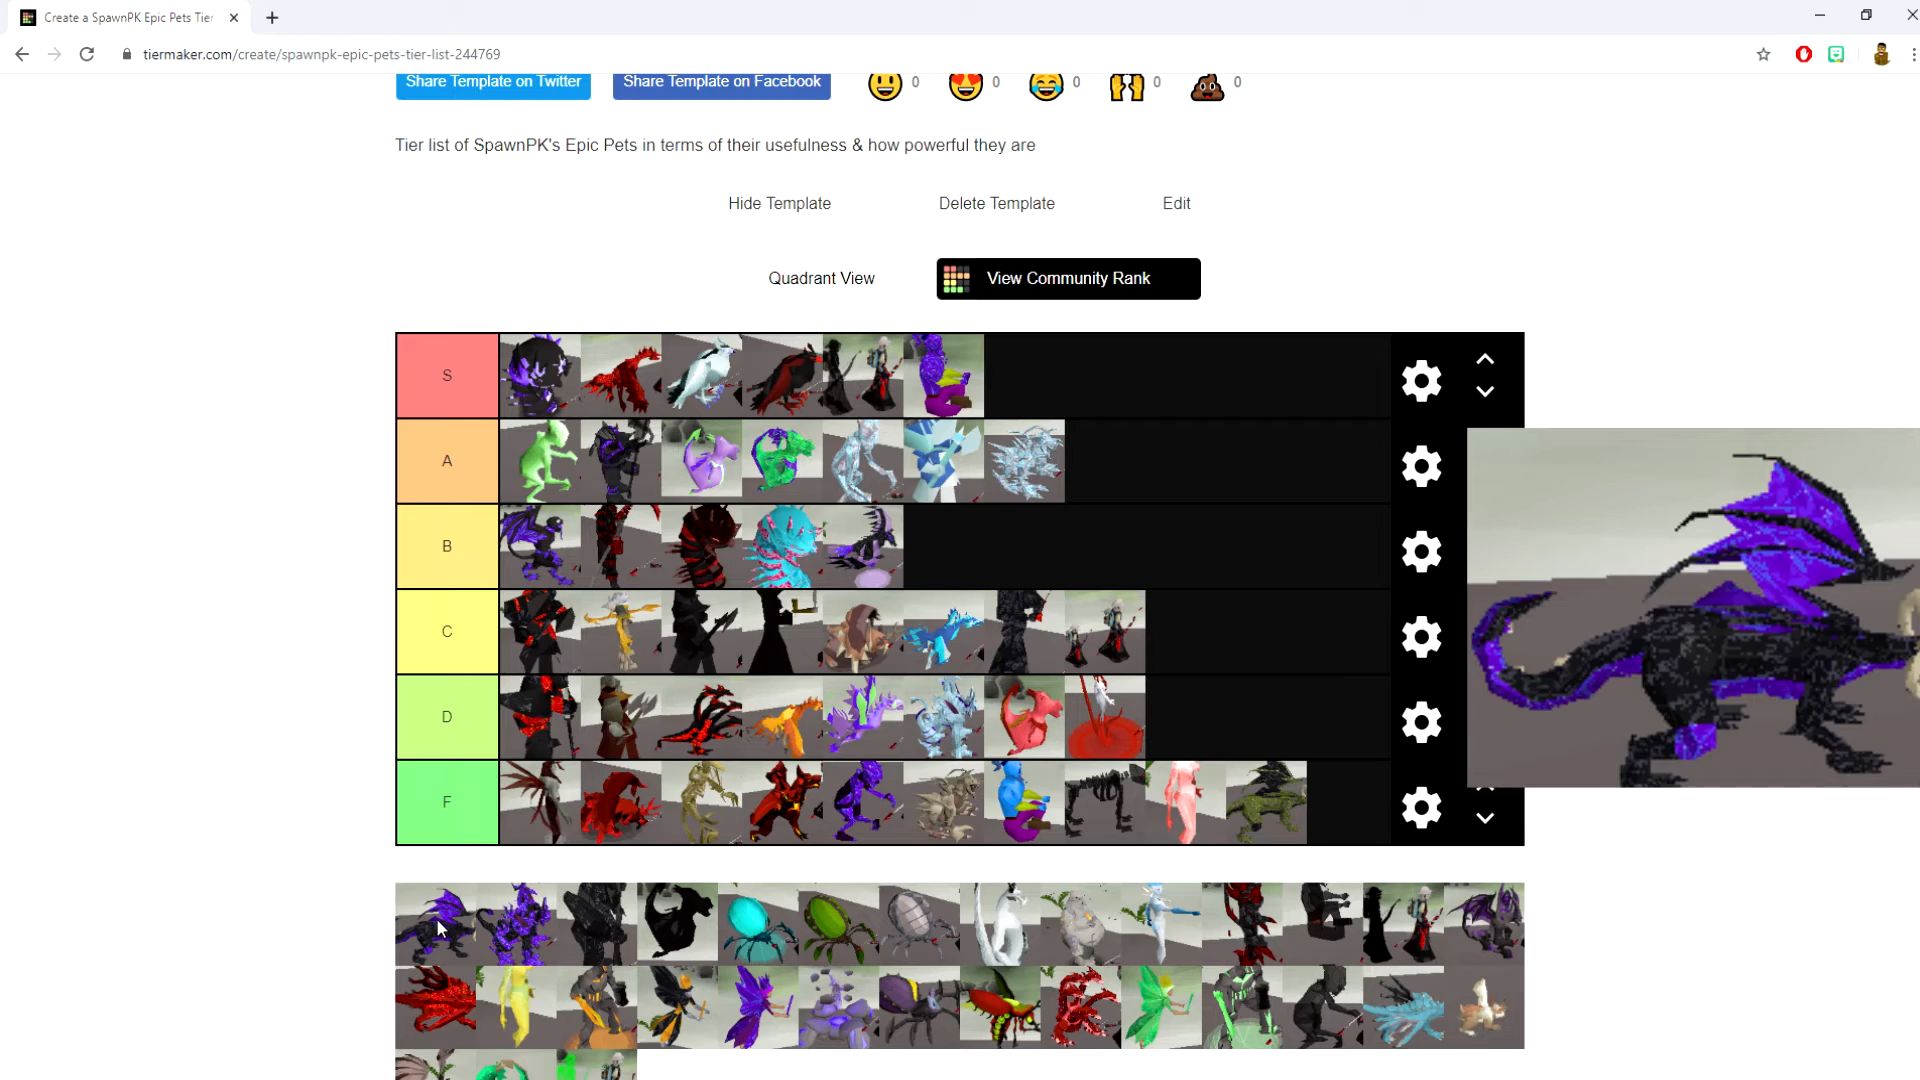 Create a SpawnPK Epic Pets Tier
tiermaker.com/create/spawnpk-epic-pets-tier-list-244769
Share Template on Twitter
Share Template on Facebook
0
0
0
0
0
Tier list of SpawnPK's Epic Pets in terms of their usefulness & how powerful they are
Hide Template
Delete Template
Edit
Quadrant View
View Community Rank
S
A
B
C
D
F